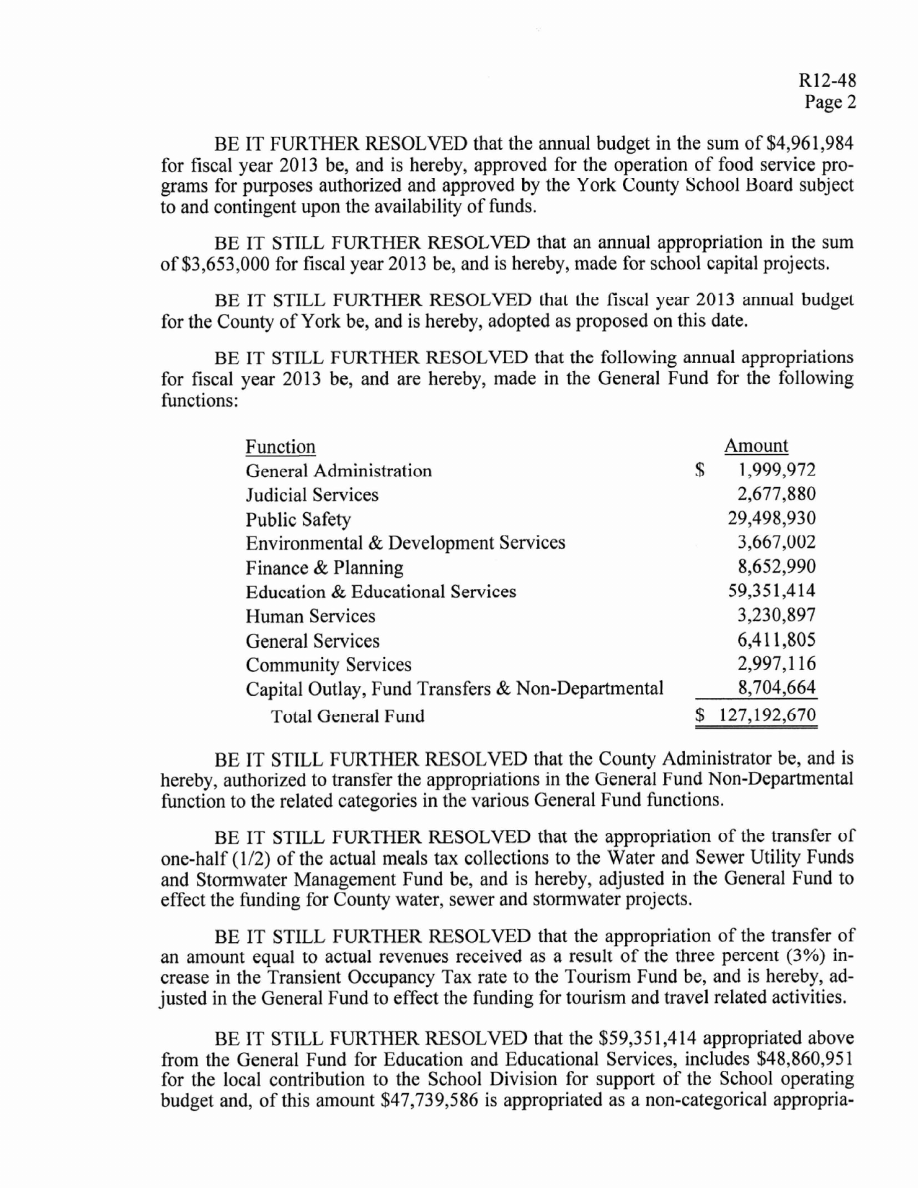 R12-48
Page 2
BE IT FURTHER RESOLVED that the annual budget in the sum of $4,961,984
for fiscal year 2013 be, and is hereby, approved for the operation of food service pro-
grams for purposes authorized and approved by the York County School Board subject
to and contingent upon the availability of funds.
BE IT STILL FURTHER RESOLVED that an annual appropriation in the sum
of $3,653,000 for fiscal year 2013 be, and is hereby, made for school capital projects.
BE IT STILL FURTHER RESOLVED that the fiscal year 2013 annual budget
for the County of York be, and is hereby, adopted as proposed on this date.
BE IT STILL FURTHER RESOLVED that the following annual appropriations
for fiscal year 2013 be, and are hereby, made in the General Fund for the following
functions:
Function Amount
General Administration $ 1,999,972
Judicial Services 2,677,880
Public Safety 29,498,930
Environmental & Development Services 3,667,002
Finance & Planning 8,652,990
Education & Educational Services 59,351,414
Human Services 3,230,897
General Services 6,411,805
Community Services 2,997,116
Capital Outlay, Fund Transfers & Non-Departmental 8,704,664
Total General Fund $ 127,192,670
BE IT STILL FURTHER RESOLVED that the County Administrator be, and is
hereby, authorized to transfer the appropriations in the General Fund Non-Departmental
function to the related categories in the various General Fund functions.
BE IT STILL FURTHER RESOLVED that the appropriation of the transfer of
one-half (1/2) of the actual meals tax collections to the Water and Sewer Utility Funds
and Stormwater Management Fund be, and is hereby, adjusted in the General Fund to
effect the funding for County water, sewer and stormwater projects.
BE IT STILL FURTHER RESOLVED that the appropriation of the transfer of
an amount equal to actual revenues received as a result of the three percent (3%) in-
crease in the Transient Occupancy Tax rate to the Tourism Fund be, and is hereby, ad-
justed in the General Fund to effect the funding for tourism and travel related activities.
BE IT STILL FURTHER RESOLVED that the $59,351,414 appropriated above
from the General Fund for Education and Educational Services, includes $48,860,951
for the local contribution to the School Division for support of the School operating
budget and, of this amount $47,739,586 is appropriated as a non-categorical appropria-